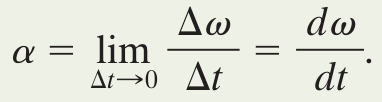 α = lim Δt→0 Δω/Δt = dω/dt.